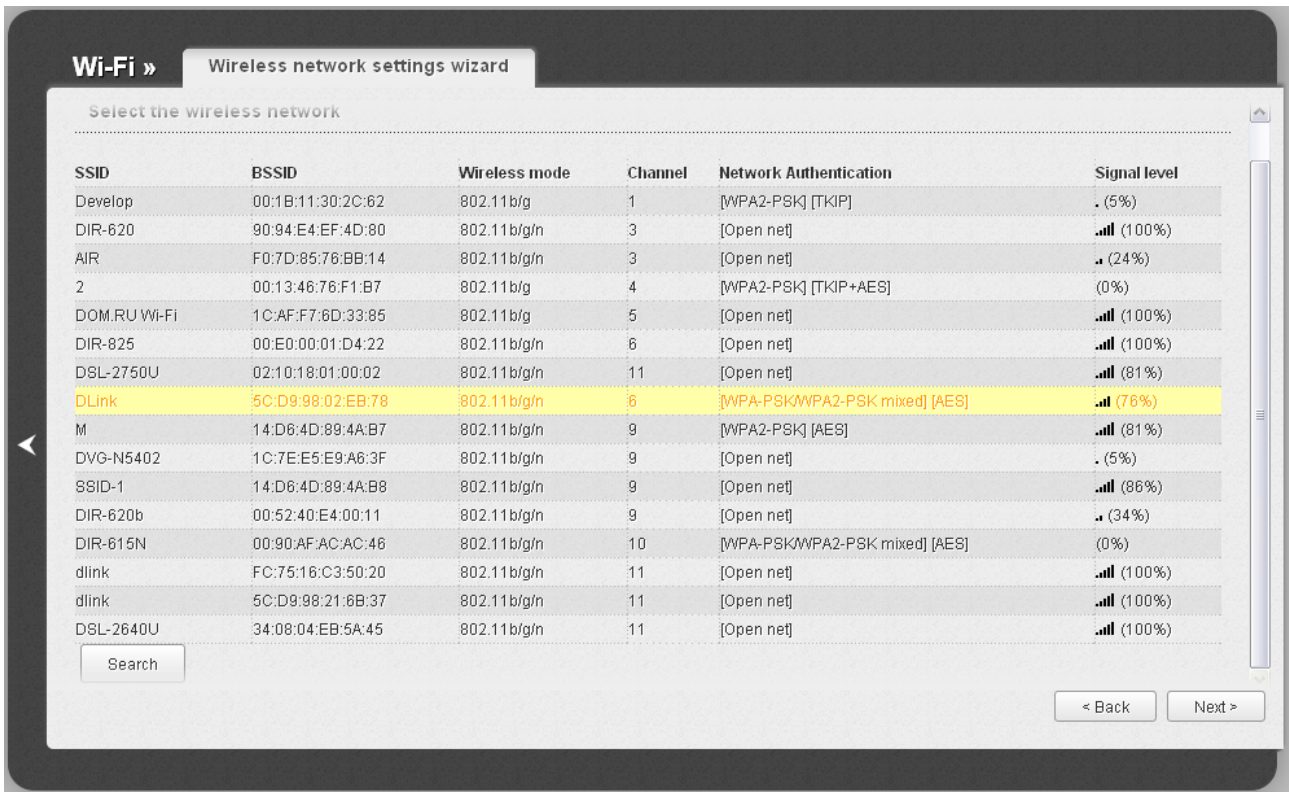 Wi-Fi » Wireless network settings wizard
Select the wireless network
SSID BSSID Wireless mode Channel Network Authentication Signal level
Develop 00:1B:11:30:2C:62 802.11b/g 1 [WPA2-PSK] [TKIP] (5%)
DIR-620 90:94:E4:EF:4D:80 802.11b/g/n 3 [Open net] (100%)
AIR F0:7D:85:76:BB:14 802.11b/g/n 3 [Open net] (24%)
2 00:13:46:76:F1:B7 802.11b/g 4 [WPA2-PSK] [TKIP+AES] (0%)
DOM.RU Wi-Fi 1C:AF:F7:6D:33:85 802.11b/g 5 [Open net] (100%)
DIR-825 00:E0:00:01:D4:22 802.11b/g/n 6 [Open net] (100%)
DSL-2750U 02:10:18:01:00:02 802.11b/g/n 11 [Open net] (81%)
DLink 5C:D9:98:02:EB:78 802.11b/g/n 6 [WPA-PSK/WPA2-PSK mixed] [AES] (76%)
M 14:D6:4D:89:4A:B7 802.11b/g/n 9 [WPA2-PSK] [AES] (81%)
DVG-N5402 1C:7E:E5:E9:A6:3F 802.11b/g/n 9 [Open net] (5%)
SSID-1 14:D6:4D:89:4A:B8 802.11b/g/n 9 [Open net] (86%)
DIR-620b 00:52:40:E4:00:11 802.11b/g/n 9 [Open net] (34%)
DIR-615N 00:90:AF:AC:AC:46 802.11b/g/n 10 [WPA-PSK/WPA2-PSK mixed] [AES] (0%)
dlink FC:75:16:C3:50:20 802.11b/g/n 11 [Open net] (100%)
dlink 5C:D9:98:21:6B:37 802.11b/g/n 11 [Open net] (100%)
DSL-2640U 34:08:04:EB:5A:45 802.11b/g/n 11 [Open net] (100%)
Search
< Back Next >